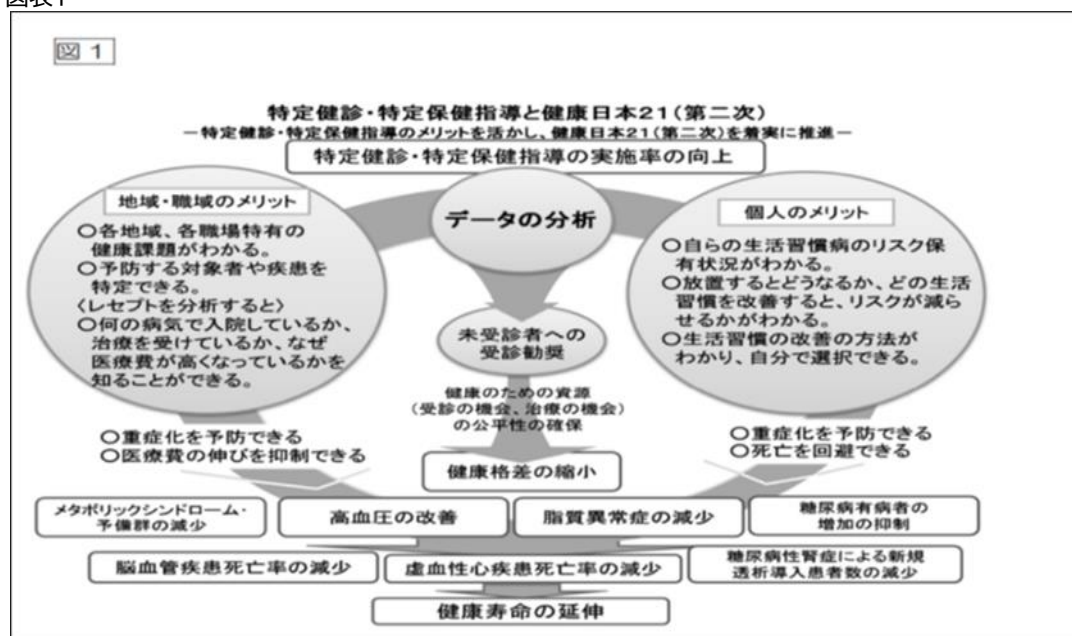 図表1
図 1
特定健診・特定保健指導と健康日本21(第二次)
－特定健診・特定保健指導のメリットを活かし、健康日本21(第二次)を着実に推進－
特定健診・特定保健指導の実施率の向上
地域・職域のメリット
○各地域、各職場特有の
健康課題がわかる。
○予防する対象者や疾患を
特定できる。
〈レセプトを分析すると〉
○何の病気で入院しているか、
治療を受けているか、なぜ
医療費が高くなっているかを
知ることができる。
データの分析
未受診者への
受診勧奨
健康のための資源
(受診の機会、治療の機会)
の公平性の確保
健康格差の縮小
個人のメリット
○自らの生活習慣病のリスク保
有状況がわかる。
○放置するとどうなるか、どの生活
習慣を改善すると、リスクが減ら
せるかがわかる。
○生活習慣の改善の方法が
わかり、自分で選択できる。
○重症化を予防できる
○医療費の伸びを抑制できる
○重症化を予防できる
○死亡を回避できる
メタボリックシンドローム・
予備群の減少
高血圧の改善
脂質異常症の減少
糖尿病有病者の
増加の抑制
脳血管疾患死亡率の減少
虚血性心疾患死亡率の減少
糖尿病性腎症による新規
透析導入患者数の減少
健康寿命の延伸